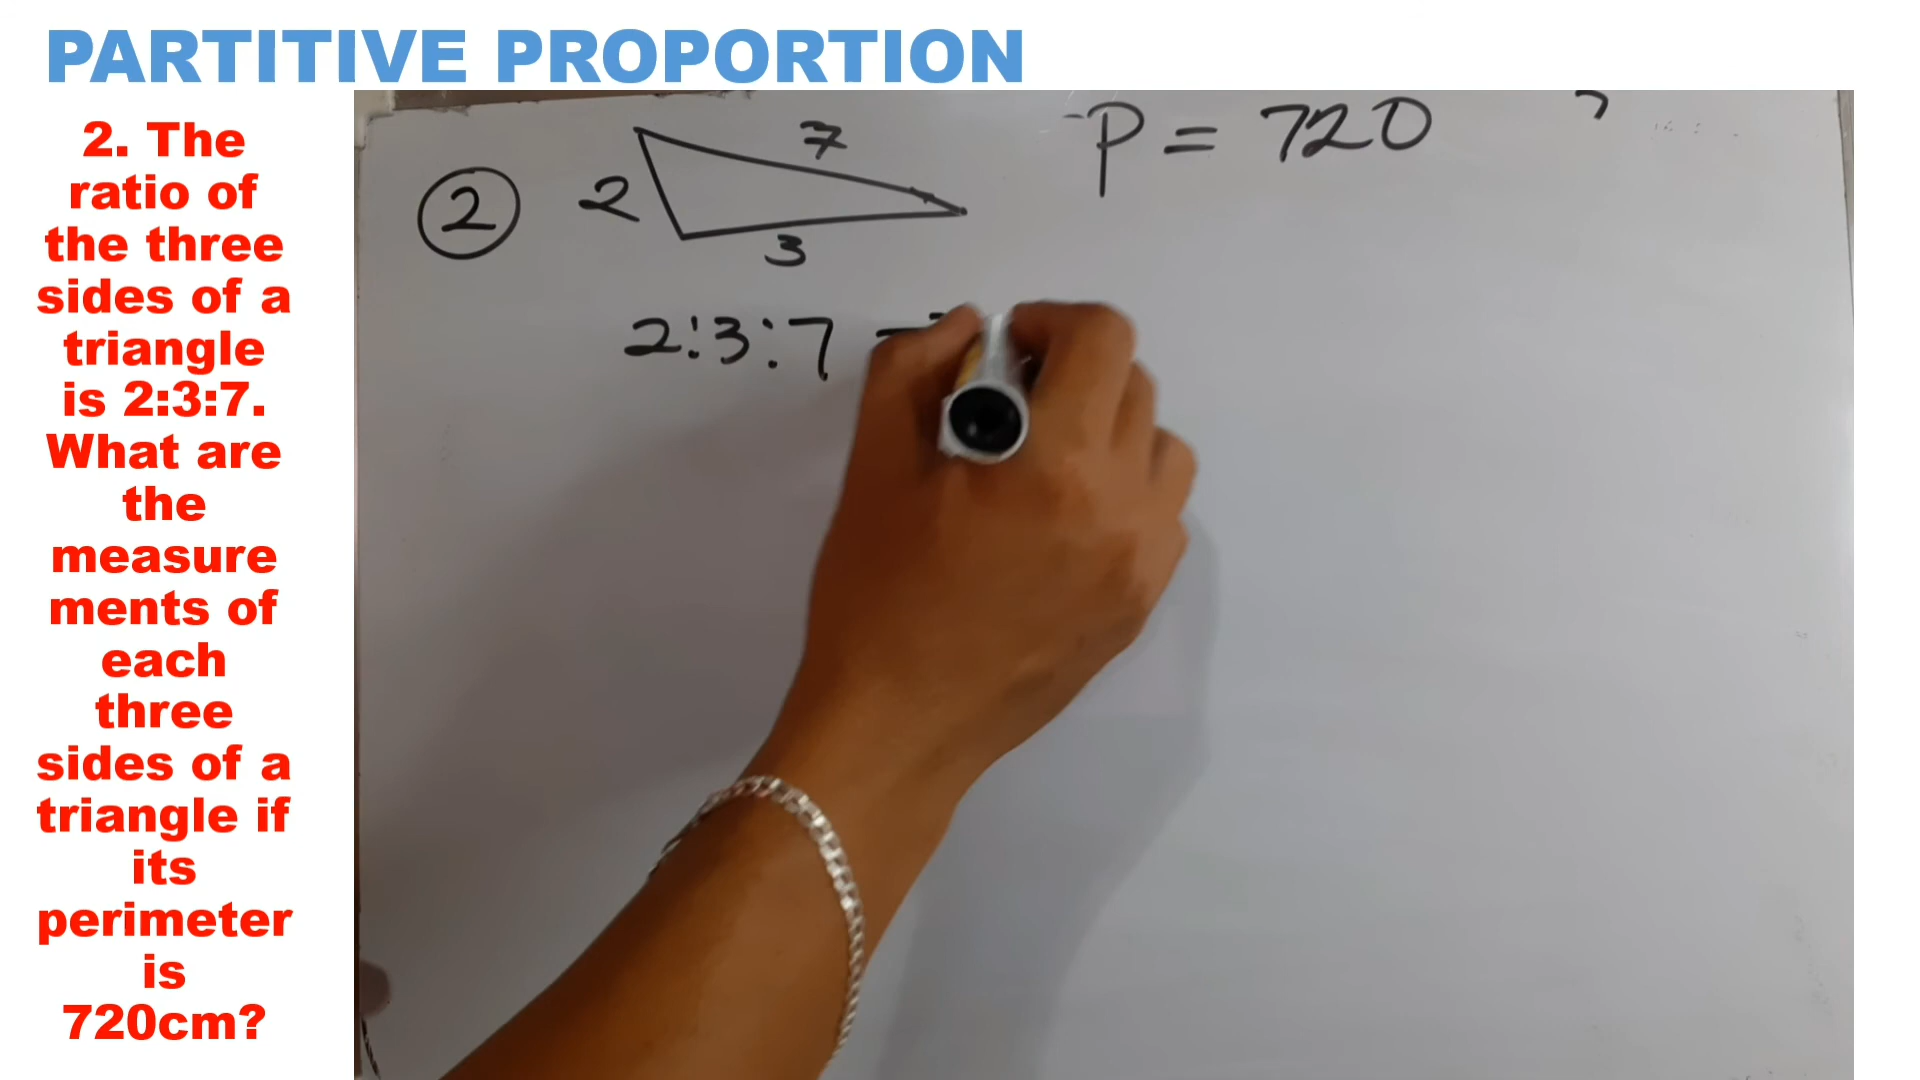 PARTITIVE PROPORTION
2. The
ratio of
the three
sides of a
triangle
is 2:3:7.
What are
the
measure
ments of
each
three
sides of a
triangle if
its
perimeter
is
720cm?
7
P = 720
2
2
3
2:3:7